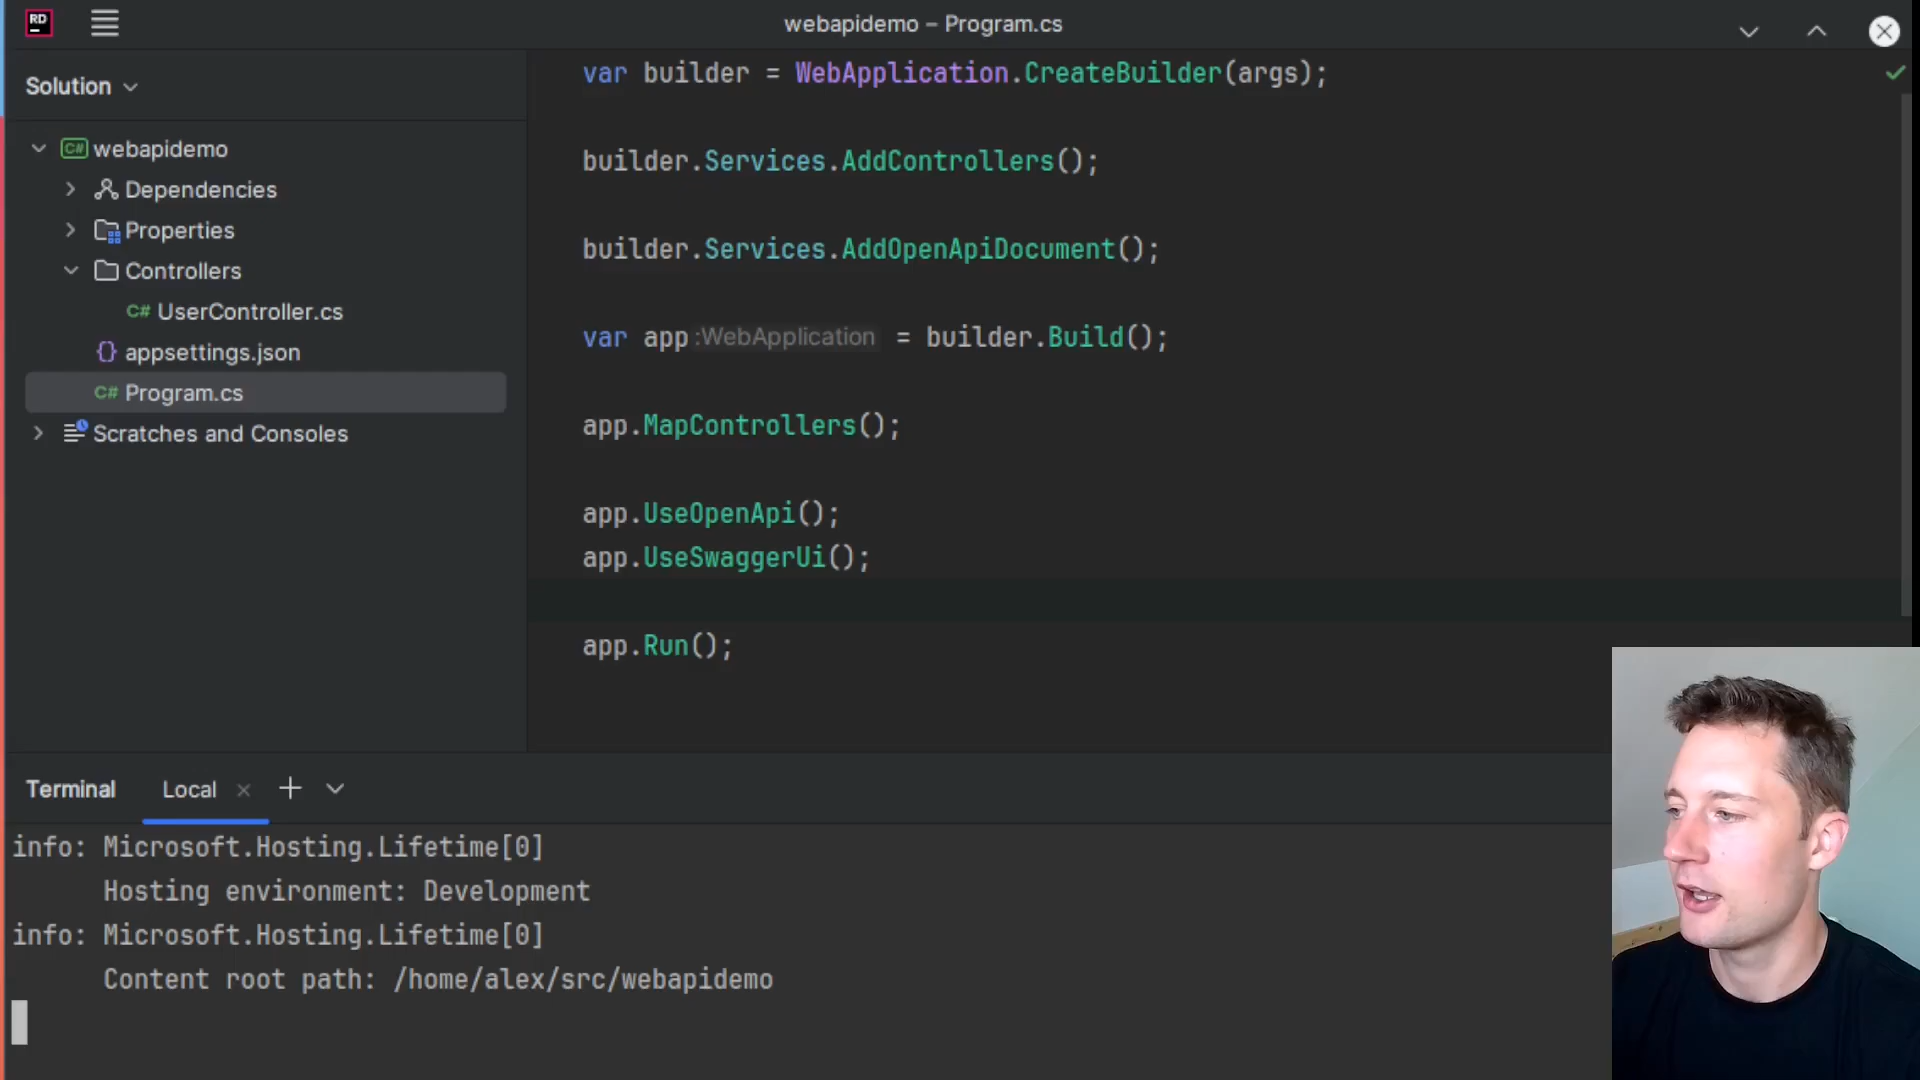 RD
webapidemo – Program.cs
Solution
webapidemo
Dependencies
Properties
Controllers
C# UserController.cs
{} appsettings.json
C# Program.cs
Scratches and Consoles
var builder = WebApplication.CreateBuilder(args);
builder.Services.AddControllers();
builder.Services.AddOpenApiDocument();
var app :WebApplication = builder.Build();
app.MapControllers();
app.UseOpenApi();
app.UseSwaggerUi();
app.Run();
Terminal Local
info: Microsoft.Hosting.Lifetime[0]
Hosting environment: Development
info: Microsoft.Hosting.Lifetime[0]
Content root path: /home/alex/src/webapidemo